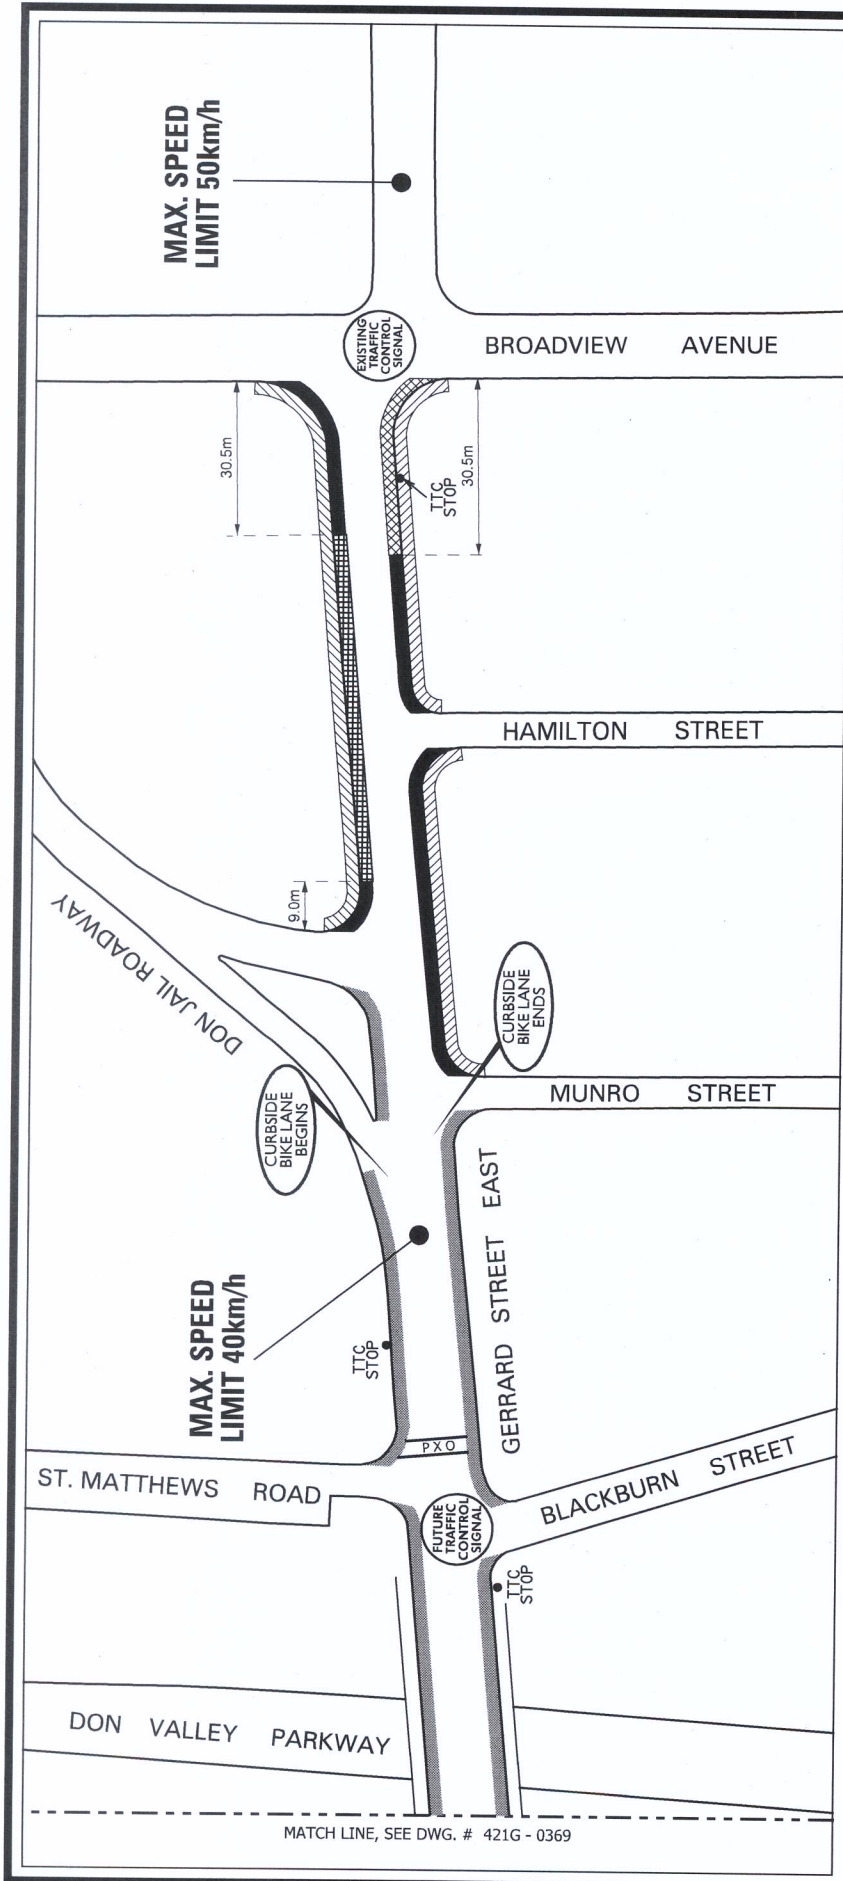 MAX. SPEED
LIMIT 50km/h
EXISTING
TRAFFIC
CONTROL
SIGNAL
BROADVIEW AVENUE
30.5m
TTC
STOP
30.5m
HAMILTON STREET
9.0m
DON JAIL ROADWAY
CURBSIDE
BIKE LANE
ENDS
CURBSIDE
BIKE LANE
BEGINS
MUNRO STREET
MAX. SPEED
LIMIT 40km/h
TTC
STOP
GERRARD STREET EAST
PXO
ST. MATTHEWS ROAD
FUTURE
TRAFFIC
CONTROL
SIGNAL
BLACKBURN STREET
TTC
STOP
DON VALLEY PARKWAY
MATCH LINE, SEE DWG. # 421G - 0369